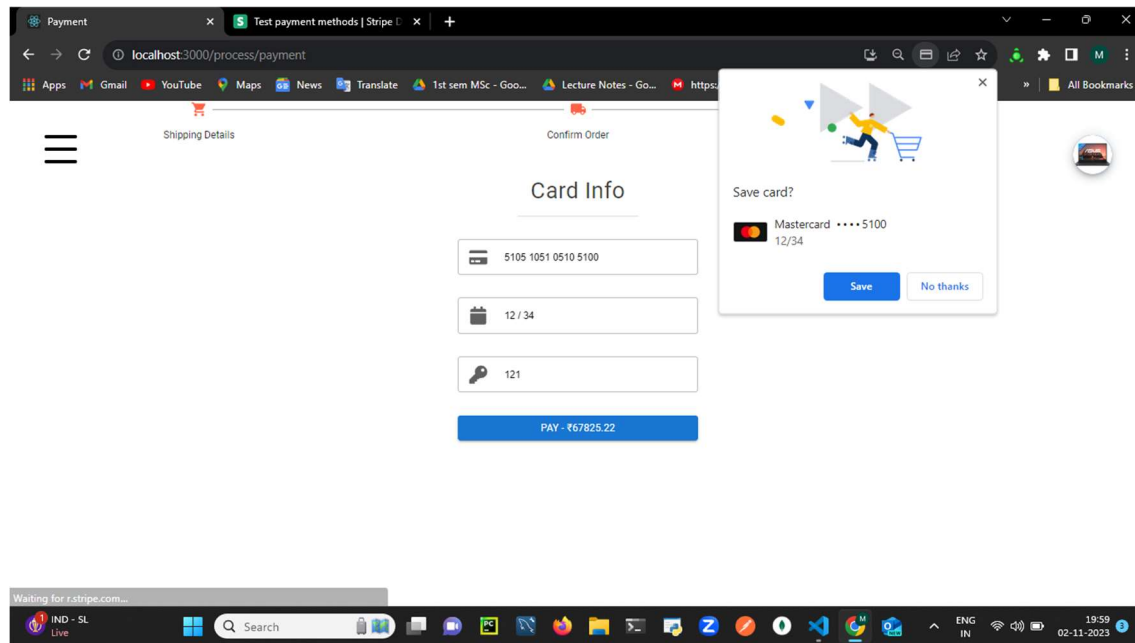 Payment
Test payment methods | Stripe D
localhost:3000/process/payment
Apps Gmail YouTube Maps News Translate 1st sem MSc - Goo... Lecture Notes - Go... https: » All Bookmarks
M
Shipping Details
Confirm Order
Card Info
5105 1051 0510 5100
12 / 34
121
PAY - ₹67825.22
Save card?
Mastercard •••• 5100
12/34
Save
No thanks
Waiting for r.stripe.com...
IND - SL
Live
Search
ENG
IN
19:59
02-11-2023
3